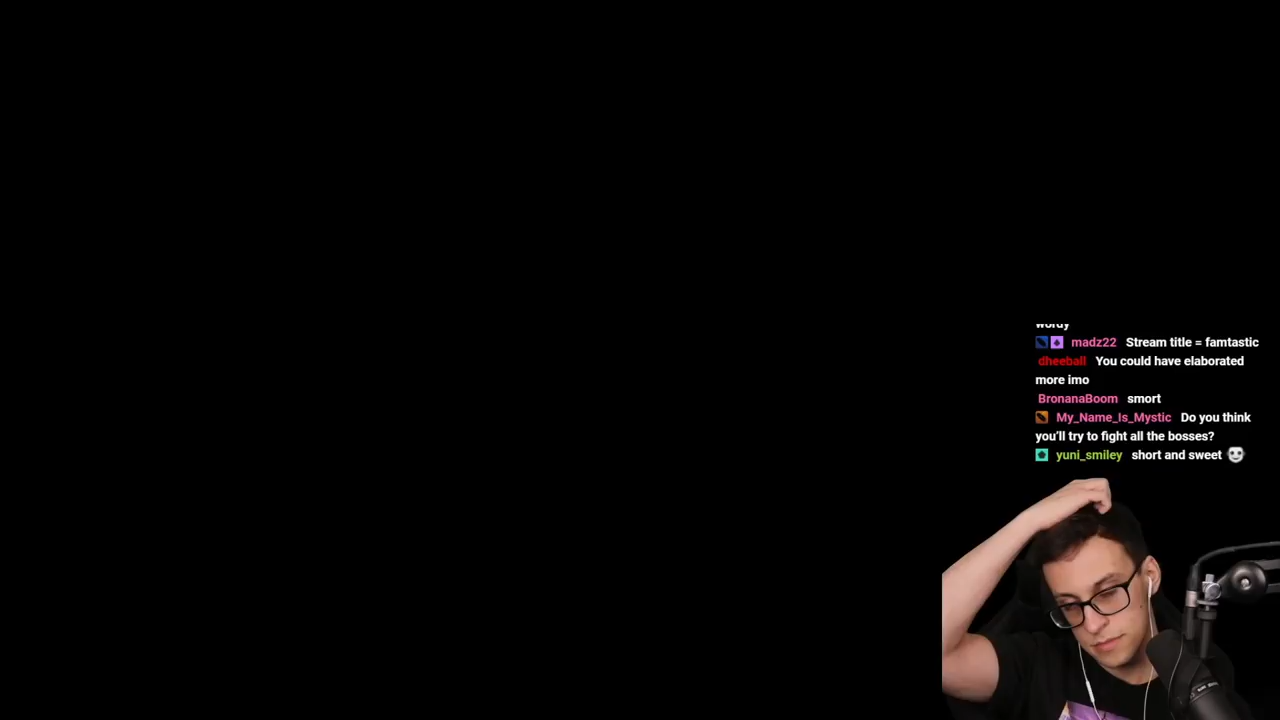 wordy
madz22 Stream title = famtastic
dheeball You could have elaborated
more imo
BronanaBoom smort
My_Name_Is_Mystic Do you think
you'll try to fight all the bosses?
yuni_smiley short and sweet